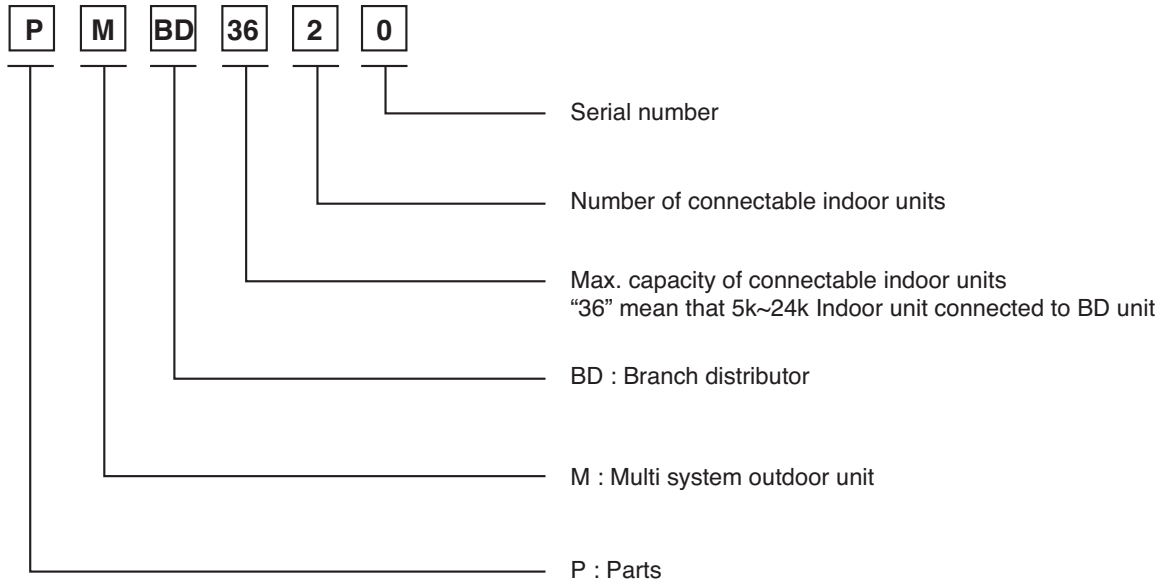 P M BD 36 2 0
Serial number
Number of connectable indoor units
Max. capacity of connectable indoor units
“36” mean that 5k~24k Indoor unit connected to BD unit
BD : Branch distributor
M : Multi system outdoor unit
P : Parts